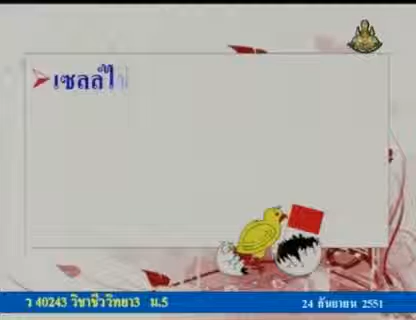 เซลล์ไ
ว 40243 วิชาชีววิทยา3 ม.5
24 กันยายน 2551